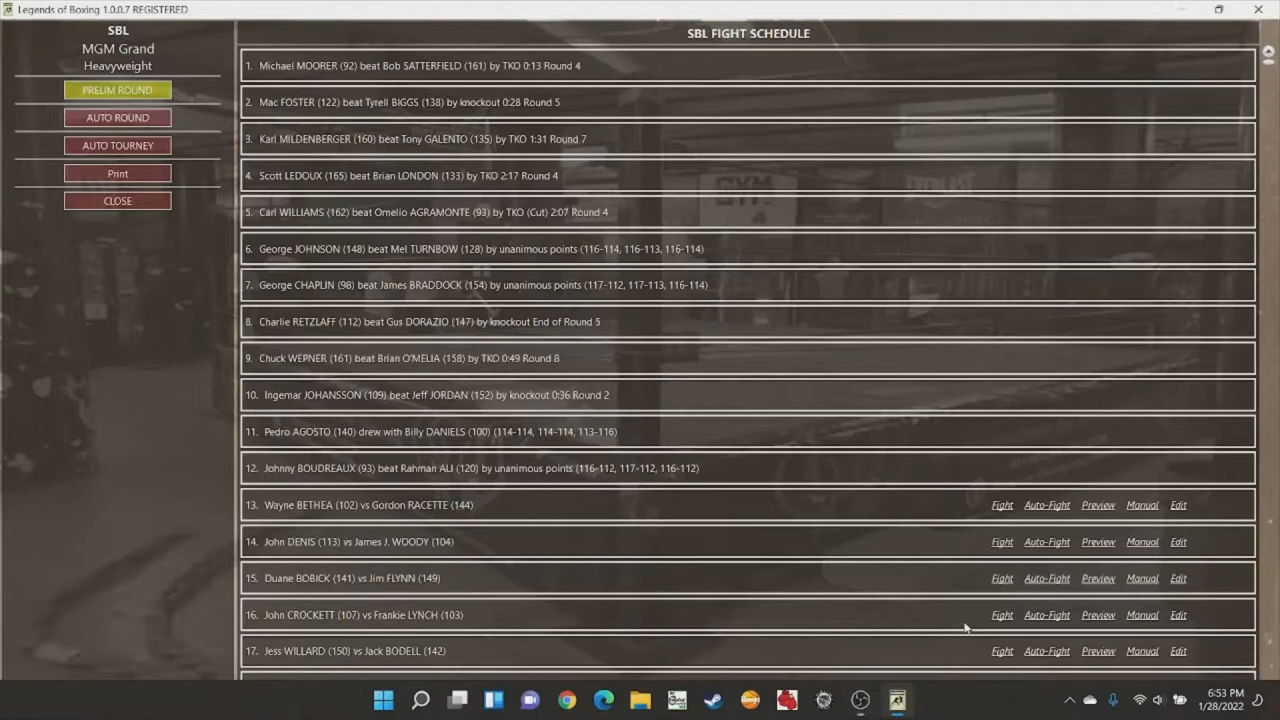 Legends of Boxing 1.0.0.7 REGISTERED
SBL
MGM Grand
Heavyweight
PRELIM ROUND
AUTO ROUND
AUTO TOURNEY
Print
CLOSE
SBL FIGHT SCHEDULE
1. Michael MOORER (92) beat Bob SATTERFIELD (161) by TKO 0:13 Round 4
2. Mac FOSTER (122) beat Tyrell BIGGS (138) by knockout 0:28 Round 5
3. Karl MILDENBERGER (160) beat Tony GALENTO (135) by TKO 1:31 Round 7
4. Scott LEDOUX (165) beat Brian LONDON (133) by TKO 2:17 Round 4
5. Carl WILLIAMS (162) beat Omelio AGRAMONTE (93) by TKO (Cut) 2:07 Round 4
6. George JOHNSON (148) beat Mel TURNBOW (128) by unanimous points (116-114, 116-113, 116-114)
7. George CHAPLIN (98) beat James BRADDOCK (154) by unanimous points (117-112, 117-113, 116-114)
8. Charlie RETZLAFF (112) beat Gus DORAZIO (147) by knockout End of Round 5
9. Chuck WEPNER (161) beat Brian O'MELIA (158) by TKO 0:49 Round 8
10. Ingemar JOHANSSON (109) beat Jeff JORDAN (152) by knockout 0:36 Round 2
11. Pedro AGOSTO (140) drew with Billy DANIELS (100) (114-114, 114-114, 113-116)
12. Johnny BOUDREAUX (93) beat Rahman ALI (120) by unanimous points (116-112, 117-112, 116-112)
13. Wayne BETHEA (102) vs Gordon RACETTE (144) Fight Auto-Fight Preview Manual Edit
14. John DENIS (113) vs James J. WOODY (104) Fight Auto-Fight Preview Manual Edit
15. Duane BOBICK (141) vs Jim FLYNN (149) Fight Auto-Fight Preview Manual Edit
16. John CROCKETT (107) vs Frankie LYNCH (103) Fight Auto-Fight Preview Manual Edit
17. Jess WILLARD (150) vs Jack BODELL (142) Fight Auto-Fight Preview Manual Edit
GYM
EVERLAST
6:53 PM
1/28/2022